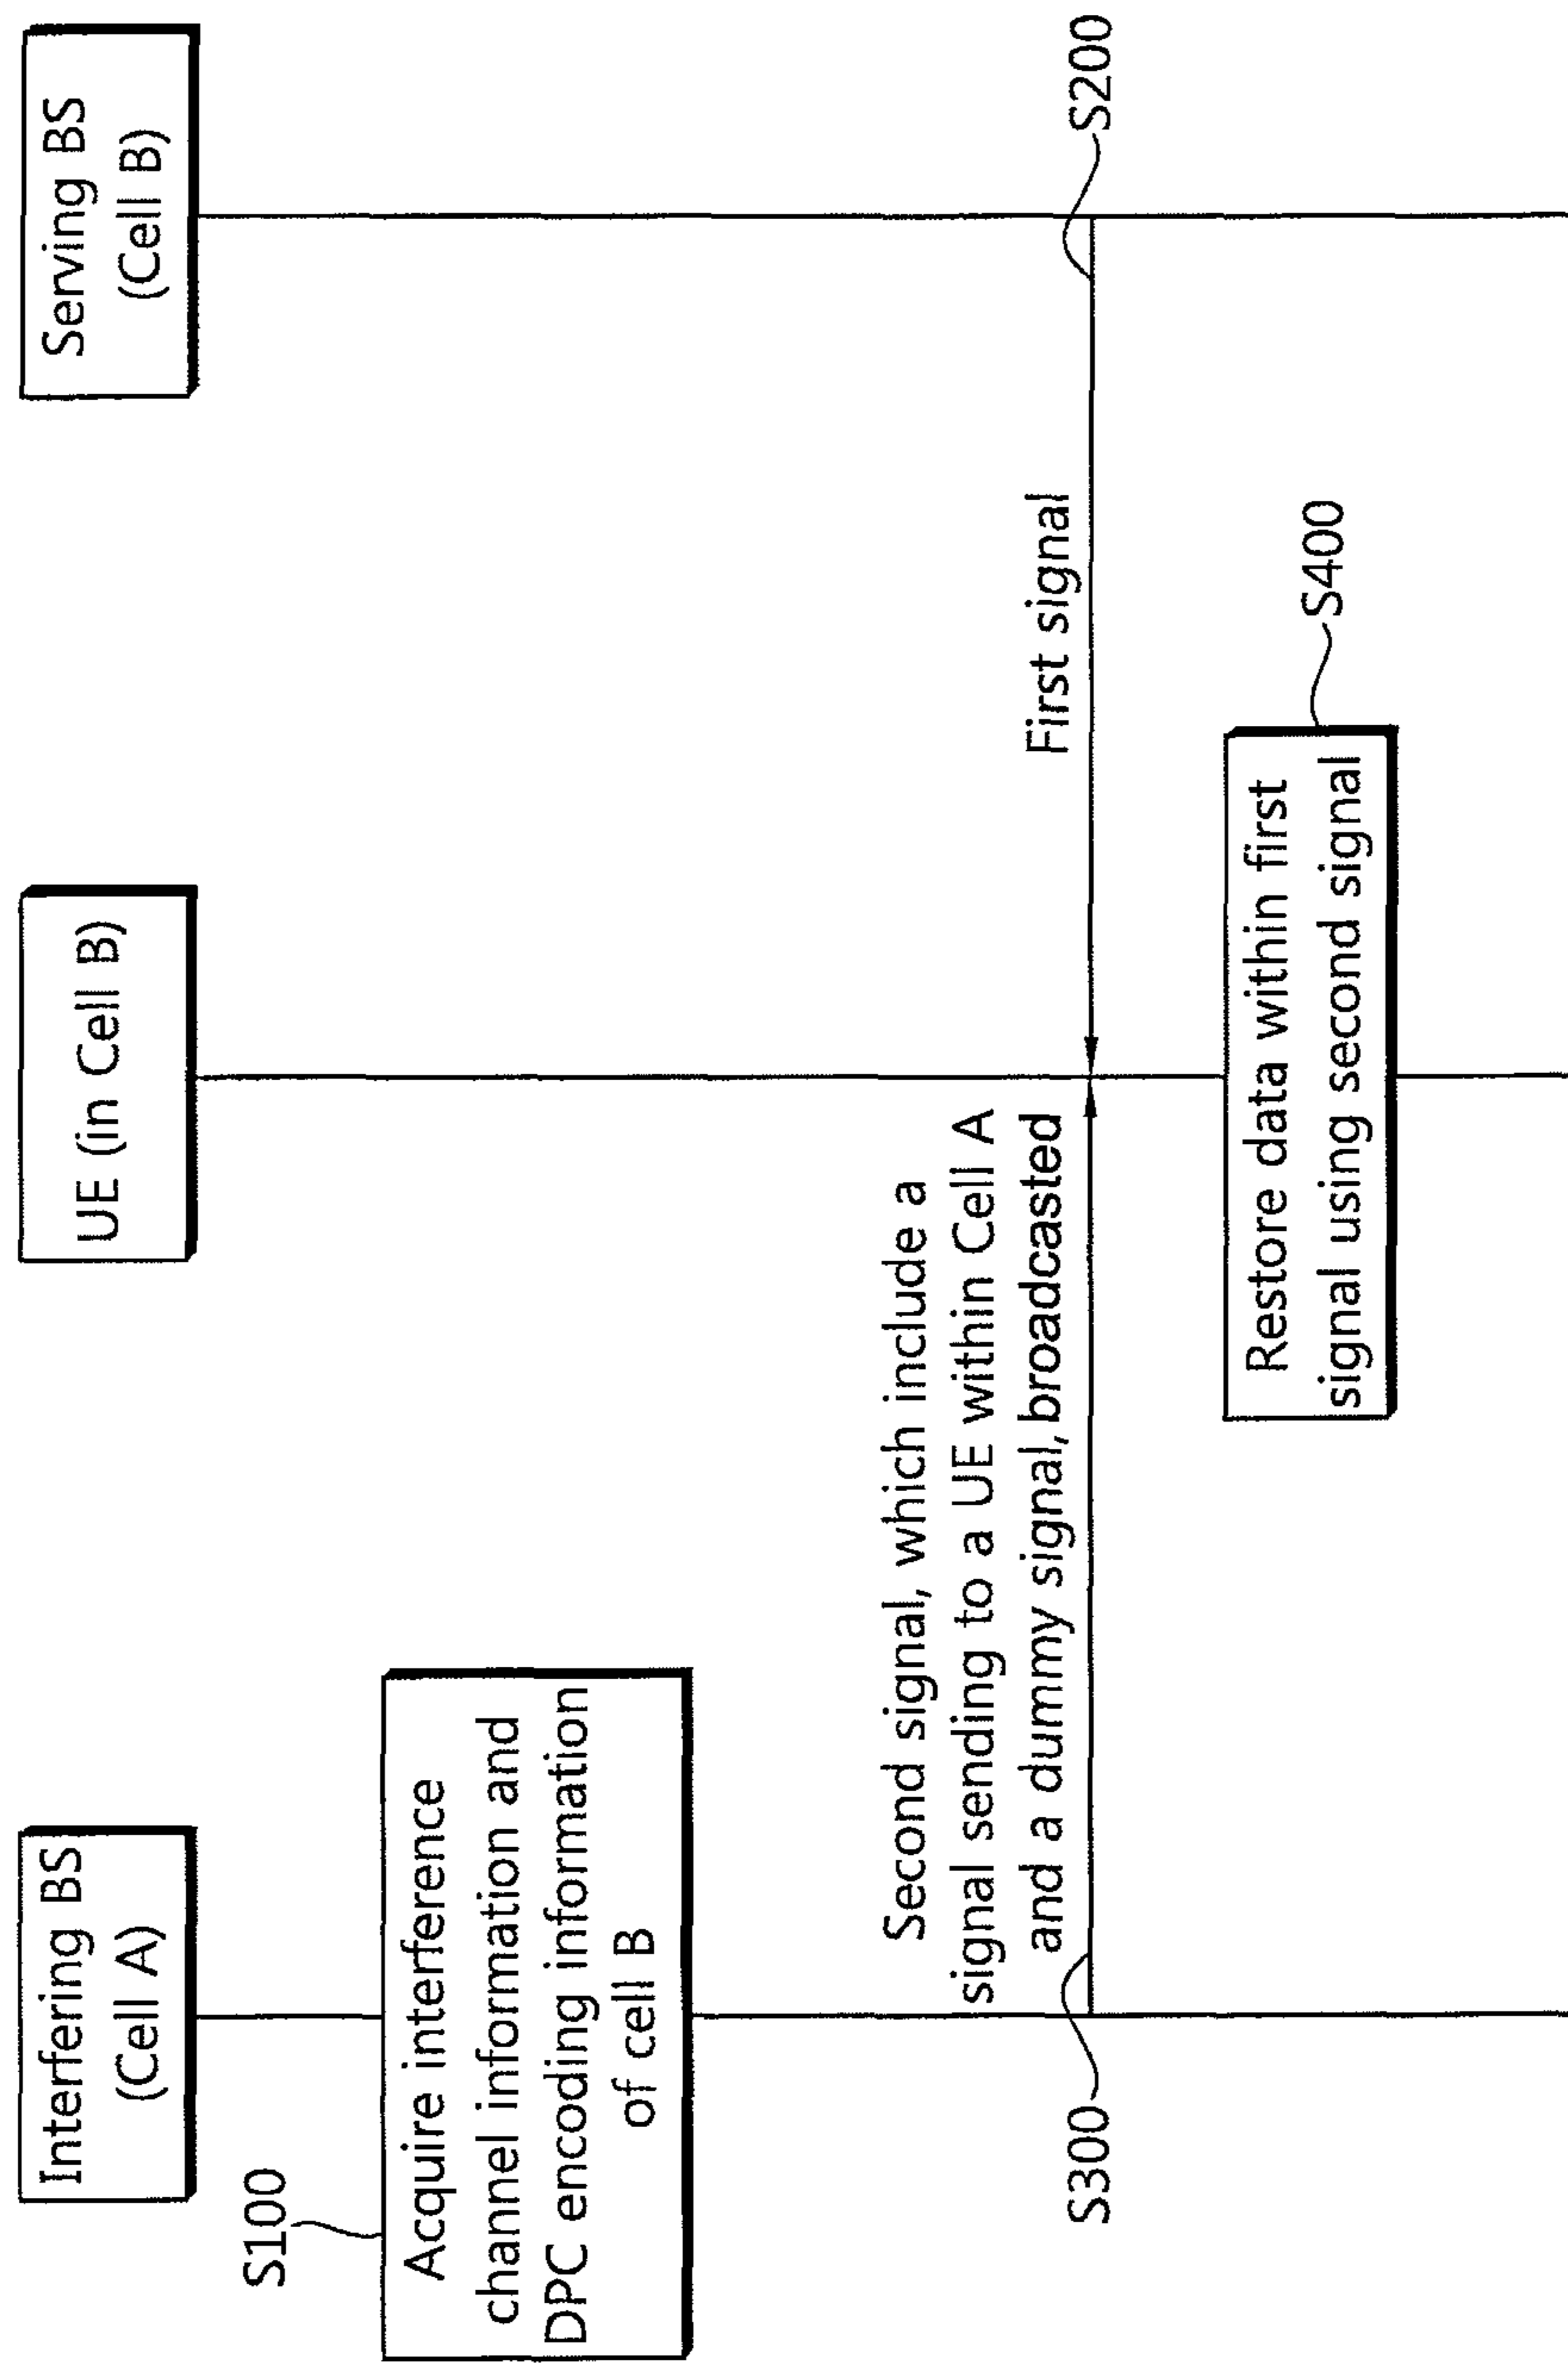 Interfering BS
(Cell A)
UE (in Cell B)
Serving BS
(Cell B)
S100
Acquire interference
channel information and
DPC encoding information
of cell B
Second signal, which include a
signal sending to a UE within Cell A
and a dummy signal, broadcasted
First signal
S300
S200
Restore data within first
signal using second signal
S400